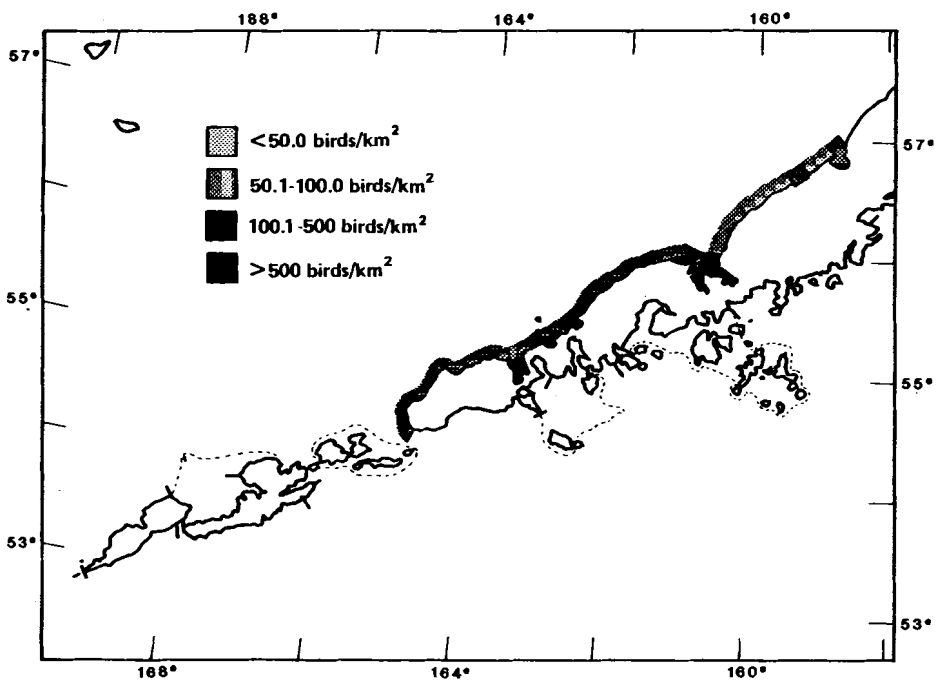 188° 164° 160°
57°
<50.0 birds/km²
57°
50.1-100.0 birds/km²
100.1-500 birds/km²
>500 birds/km²
55°
55°
53°
53°
168° 164° 160°